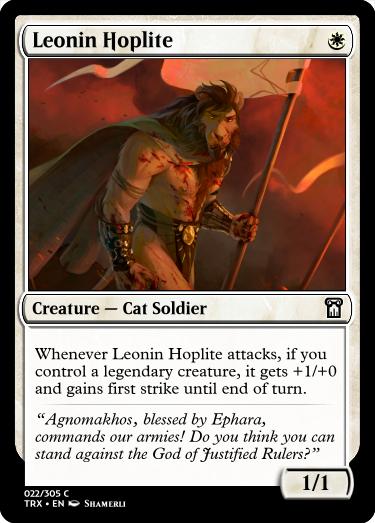 Leonin Hoplite
Creature — Cat Soldier
Whenever Leonin Hoplite attacks, if you
control a legendary creature, it gets +1/+0
and gains first strike until end of turn.
“Agnomakhos, blessed by Ephara,
commands our armies! Do you think you can
stand against the God of Justified Rulers?”
1/1
022/305 C
TRX • EN Shamerli